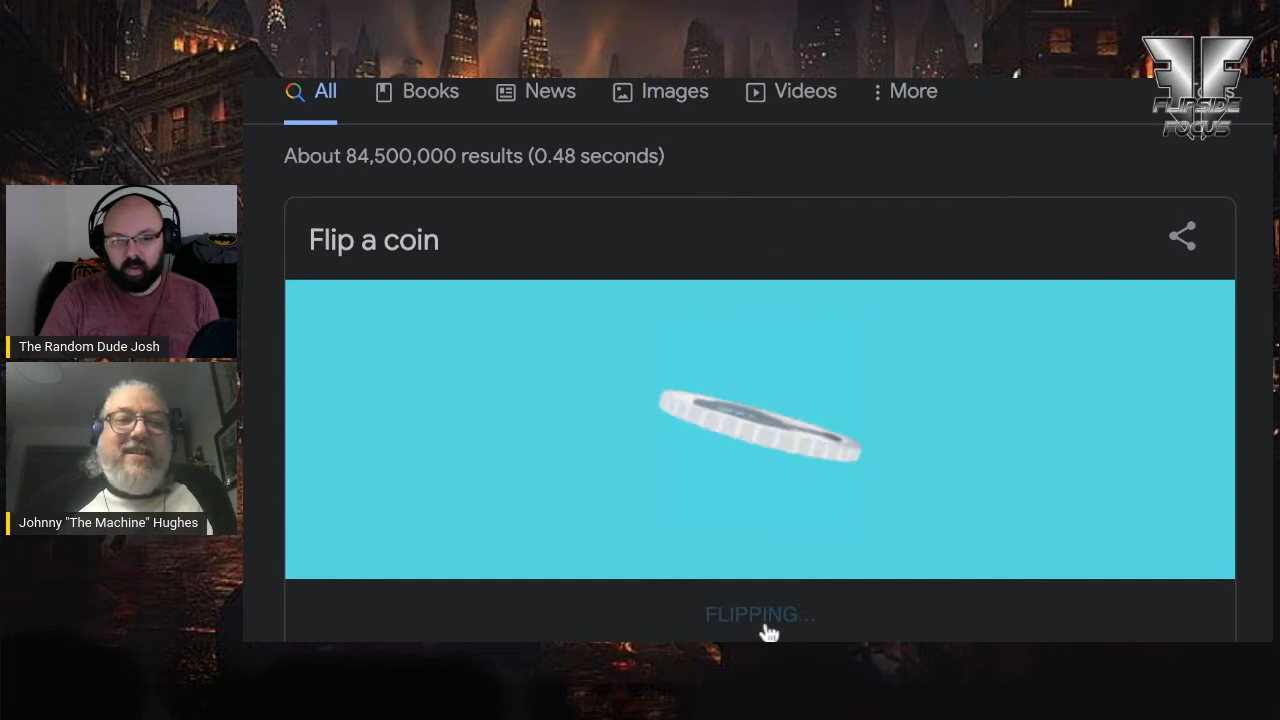 All Books News Images Videos More
FLIPSIDE
FOCUS
About 84,500,000 results (0.48 seconds)
Flip a coin
The Random Dude Josh
Johnny "The Machine" Hughes
FLIPPING...